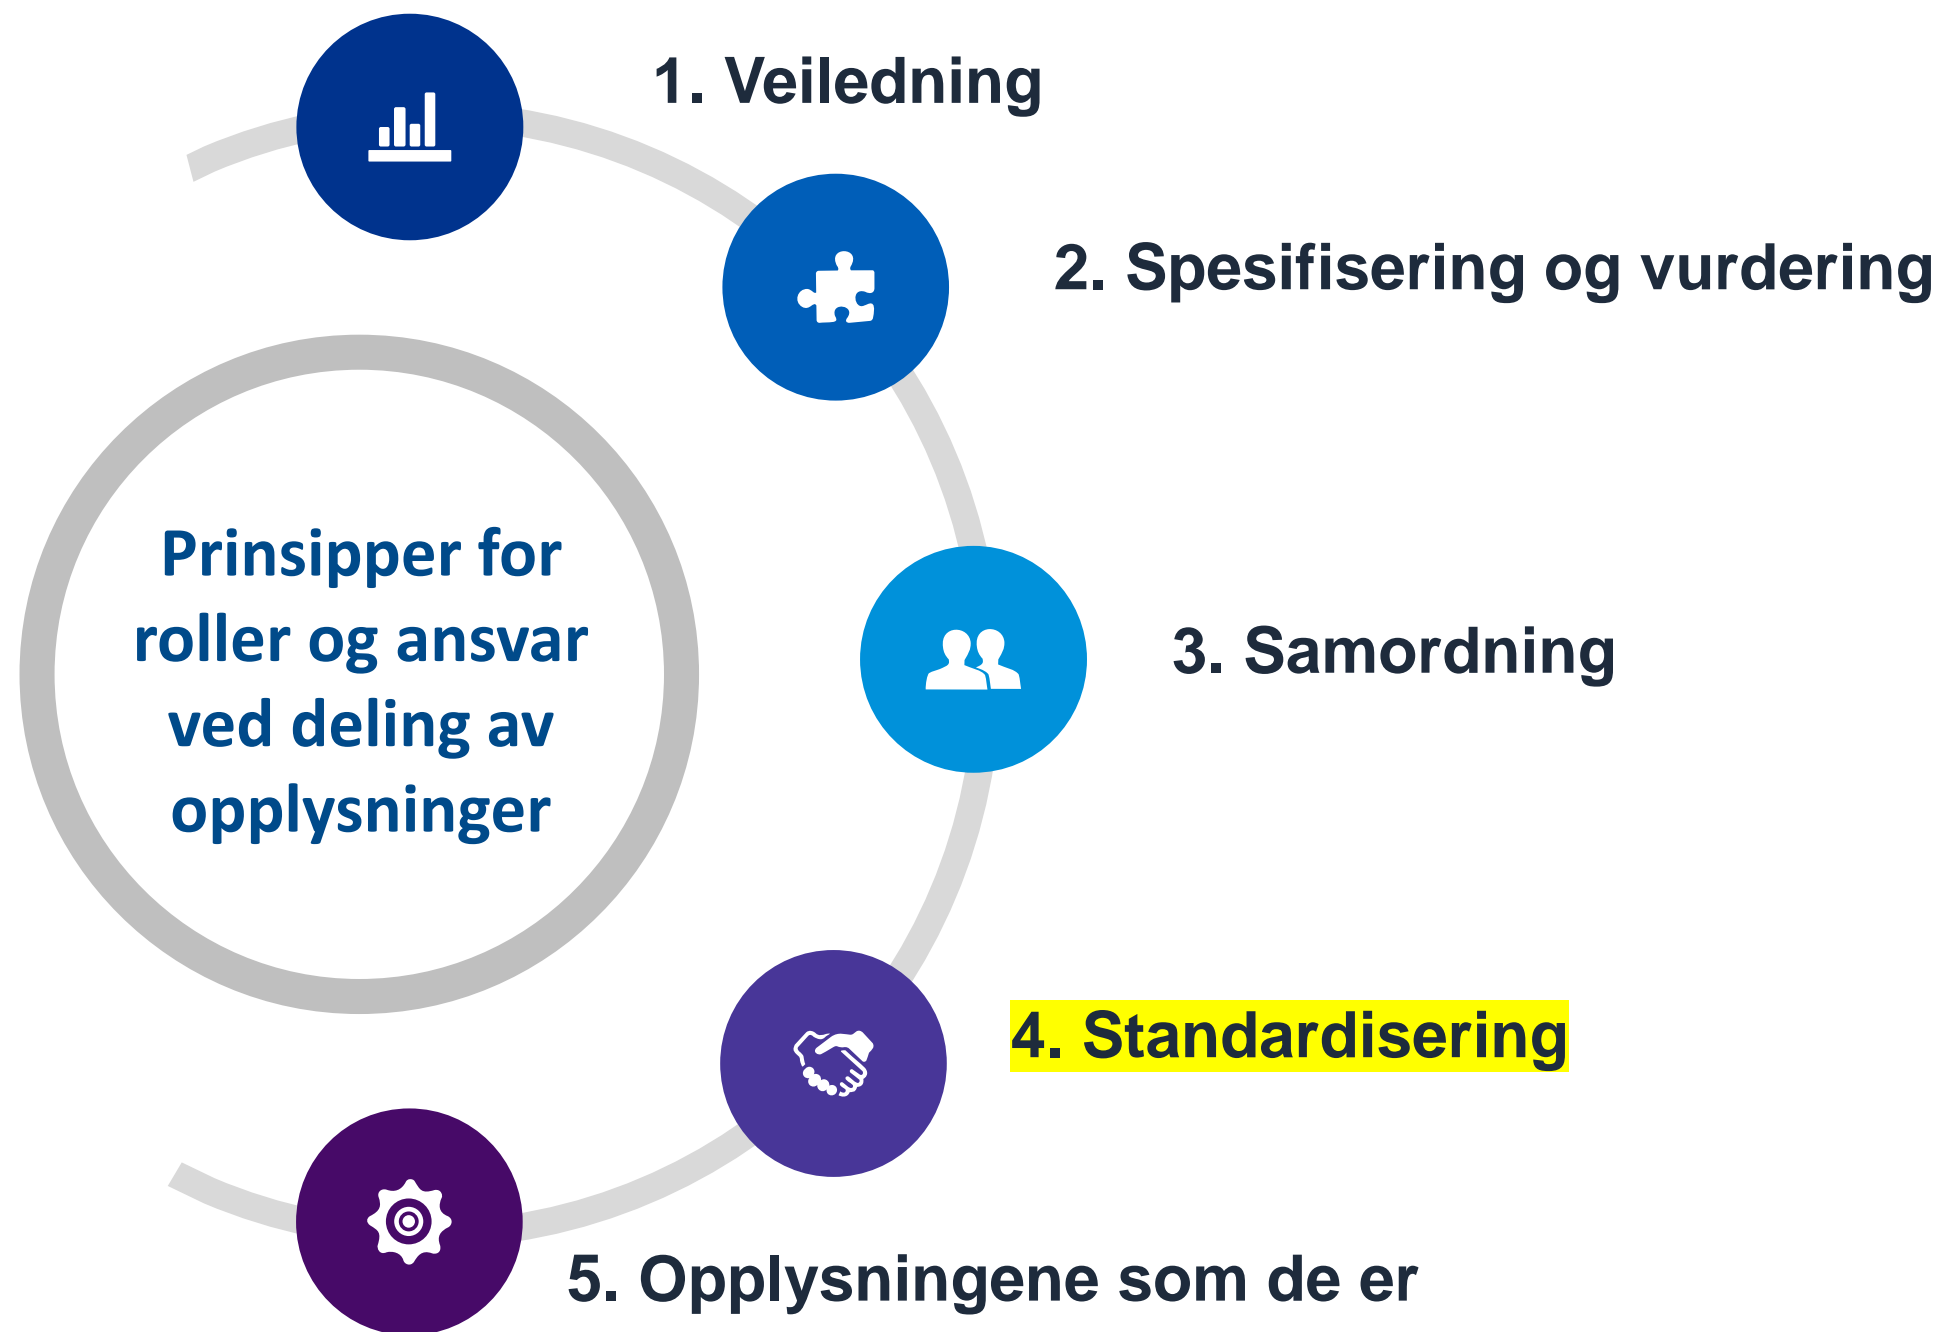 1. Veiledning
2. Spesifisering og vurdering
Prinsipper for
roller og ansvar
ved deling av
opplysninger
3. Samordning
4. Standardisering
5. Opplysningene som de er